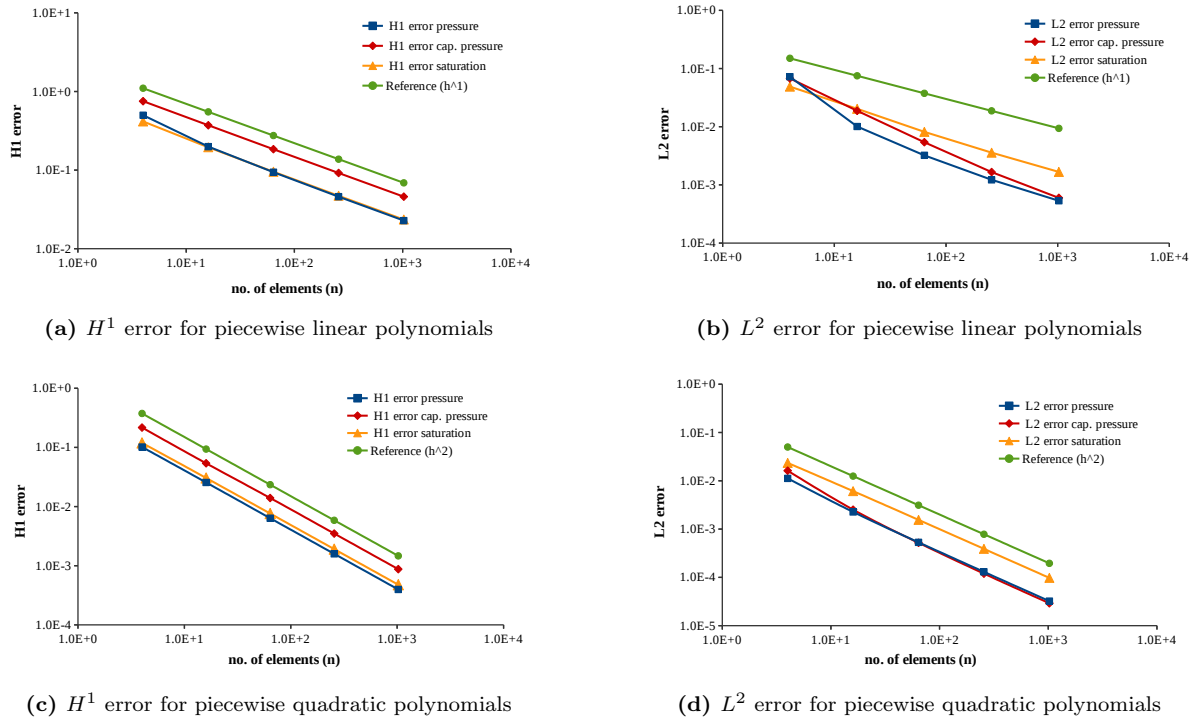 1.0E+1
1.0E+0
1.0E-1
1.0E-2
H1 error
H1 error pressure
H1 error cap. pressure
H1 error saturation
Reference (h^1)
1.0E+0 1.0E+1 1.0E+2 1.0E+3 1.0E+4
no. of elements (n)
(a) H¹ error for piecewise linear polynomials
1.0E+0
1.0E-1
1.0E-2
1.0E-3
1.0E-4
L2 error
L2 error pressure
L2 error cap. pressure
L2 error saturation
Reference (h^1)
1.0E+0 1.0E+1 1.0E+2 1.0E+3 1.0E+4
no. of elements (n)
(b) L² error for piecewise linear polynomials
1.0E+0
1.0E-1
1.0E-2
1.0E-3
1.0E-4
H1 error
H1 error pressure
H1 error cap. pressure
H1 error saturation
Reference (h^2)
1.0E+0 1.0E+1 1.0E+2 1.0E+3 1.0E+4
no. of elements (n)
(c) H¹ error for piecewise quadratic polynomials
1.0E+0
1.0E-1
1.0E-2
1.0E-3
1.0E-4
1.0E-5
L2 error
L2 error pressure
L2 error cap. pressure
L2 error saturation
Reference (h^2)
1.0E+0 1.0E+1 1.0E+2 1.0E+3 1.0E+4
no. of elements (n)
(d) L² error for piecewise quadratic polynomials